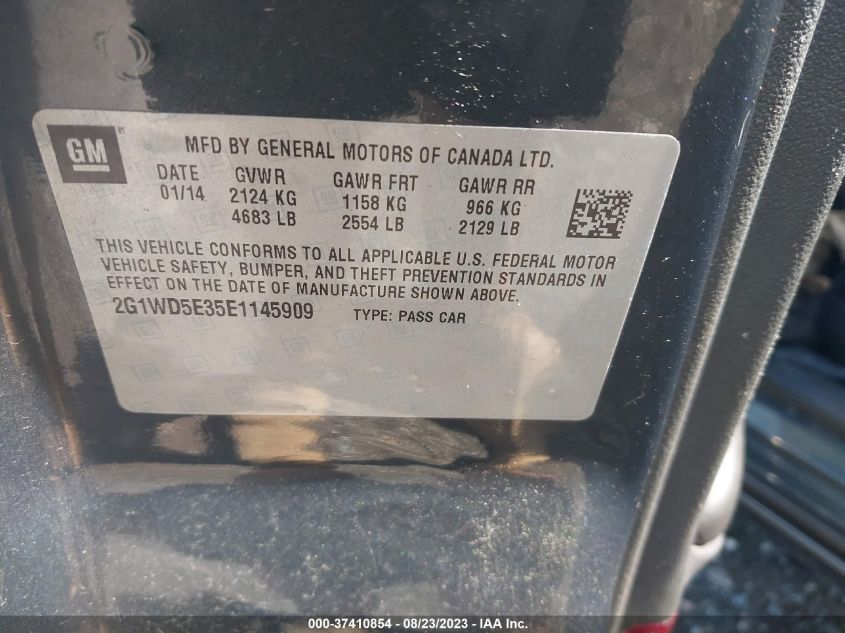 GM
MFD BY GENERAL MOTORS OF CANADA LTD.
DATE GVWR GAWR FRT GAWR RR
01/14 2124 KG 1158 KG 966 KG
4683 LB 2554 LB 2129 LB
THIS VEHICLE CONFORMS TO ALL APPLICABLE U.S. FEDERAL MOTOR
VEHICLE SAFETY, BUMPER, AND THEFT PREVENTION STANDARDS IN
EFFECT ON THE DATE OF MANUFACTURE SHOWN ABOVE.
2G1WD5E35E1145909 TYPE: PASS CAR
000-37410854 - 08/23/2023 - IAA Inc.